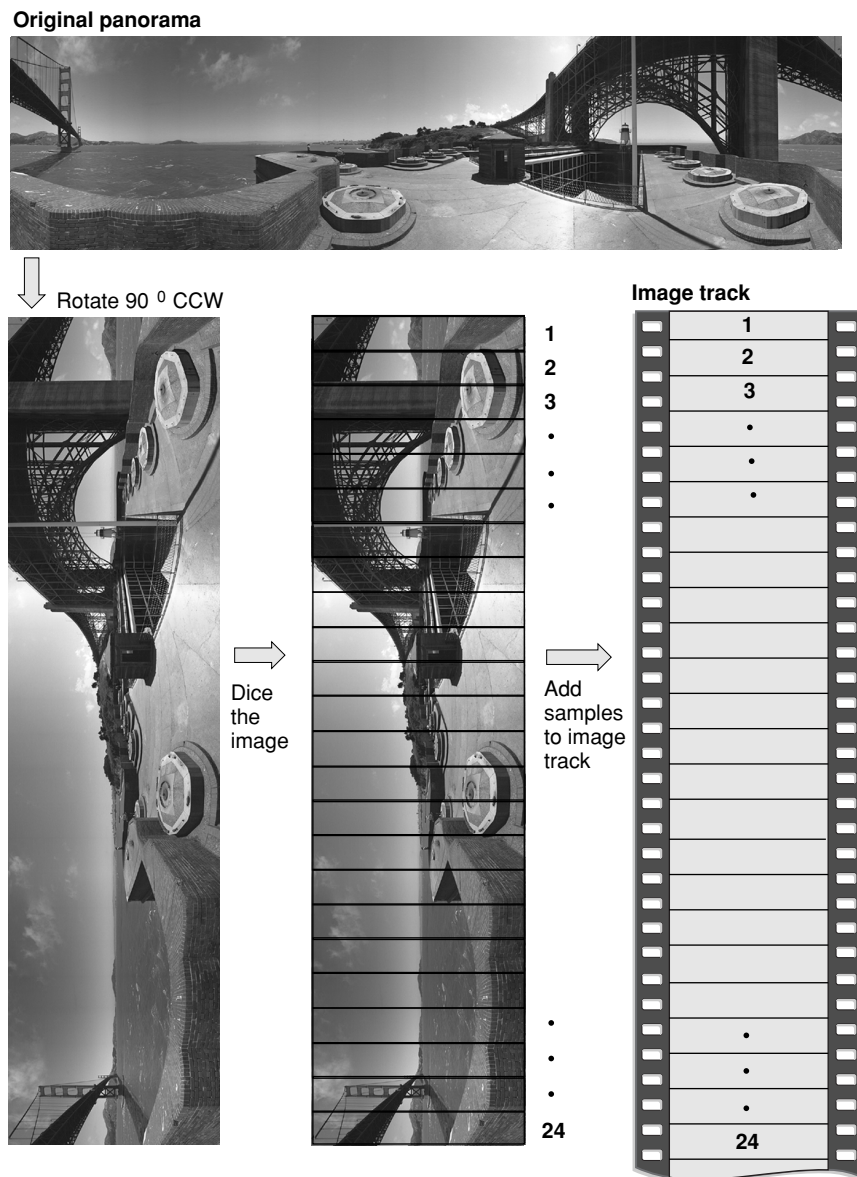 Original panorama
Rotate 90 0 CCW
Image track
1
2
3
.
.
.
Dice
the
image
Add
samples
to image
track
.
.
.
24
1
2
3
.
.
.
.
.
.
24